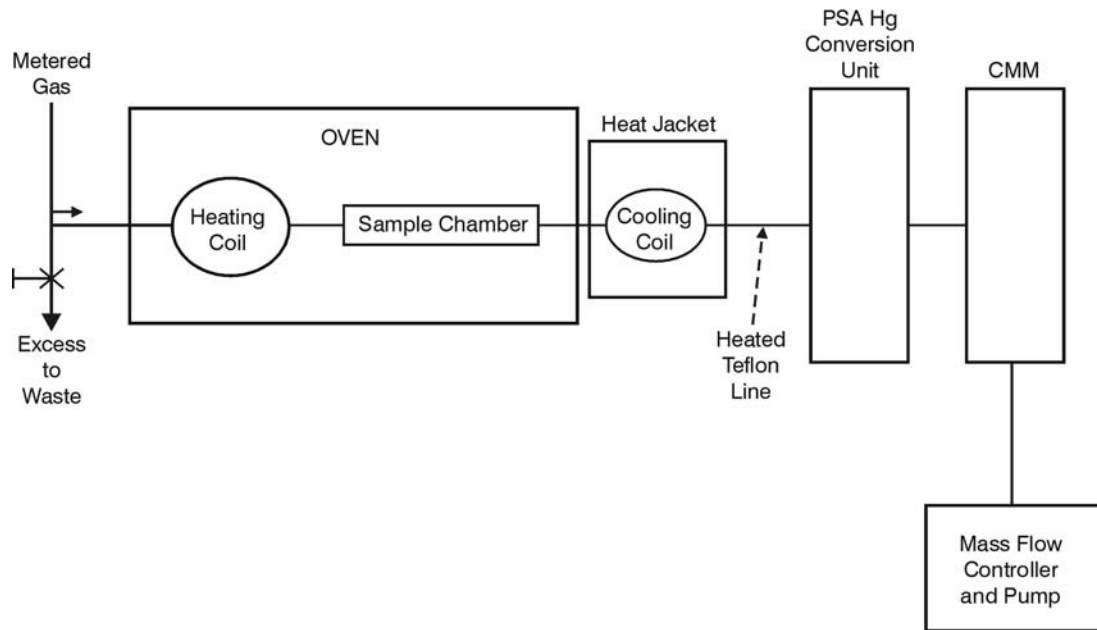 Metered
Gas
OVEN
Heating
Coil
Sample Chamber
Heat Jacket
Cooling
Coil
PSA Hg
Conversion
Unit
CMM
Excess
to
Waste
Heated
Teflon
Line
Mass Flow
Controller
and Pump